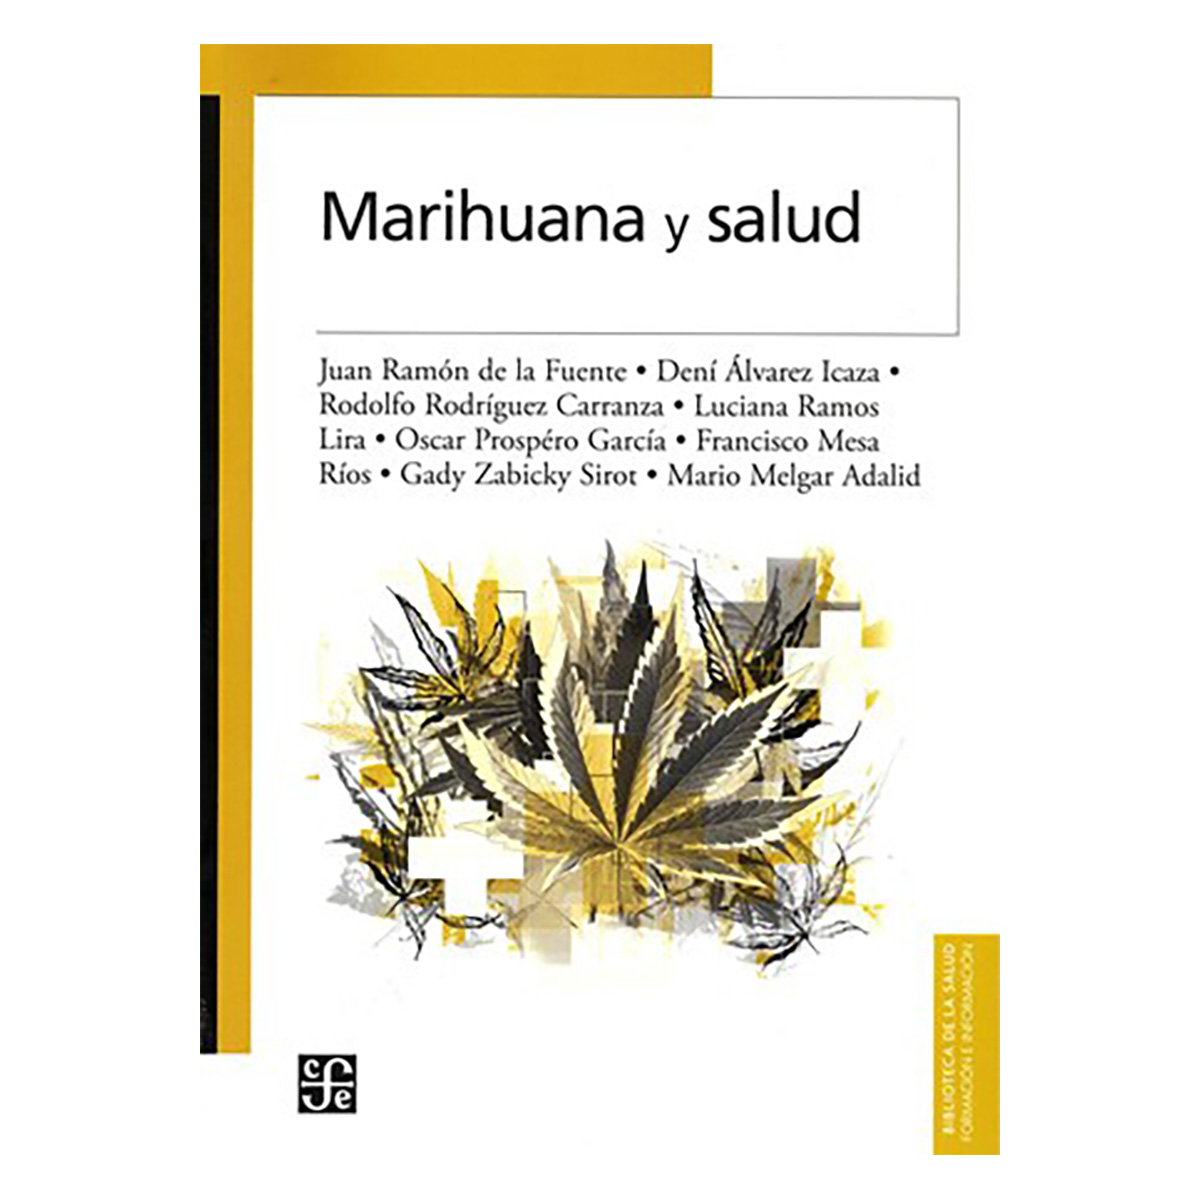 Marihuana y salud
Juan Ramón de la Fuente • Dení Álvarez Icaza •
Rodolfo Rodríguez Carranza • Luciana Ramos
Lira • Oscar Prospéro García • Francisco Mesa
Ríos • Gady Zabicky Sirot • Mario Melgar Adalid
BIBLIOTECA DE LA SALUD
FORMACIÓN E INFORMACIÓN
cfe